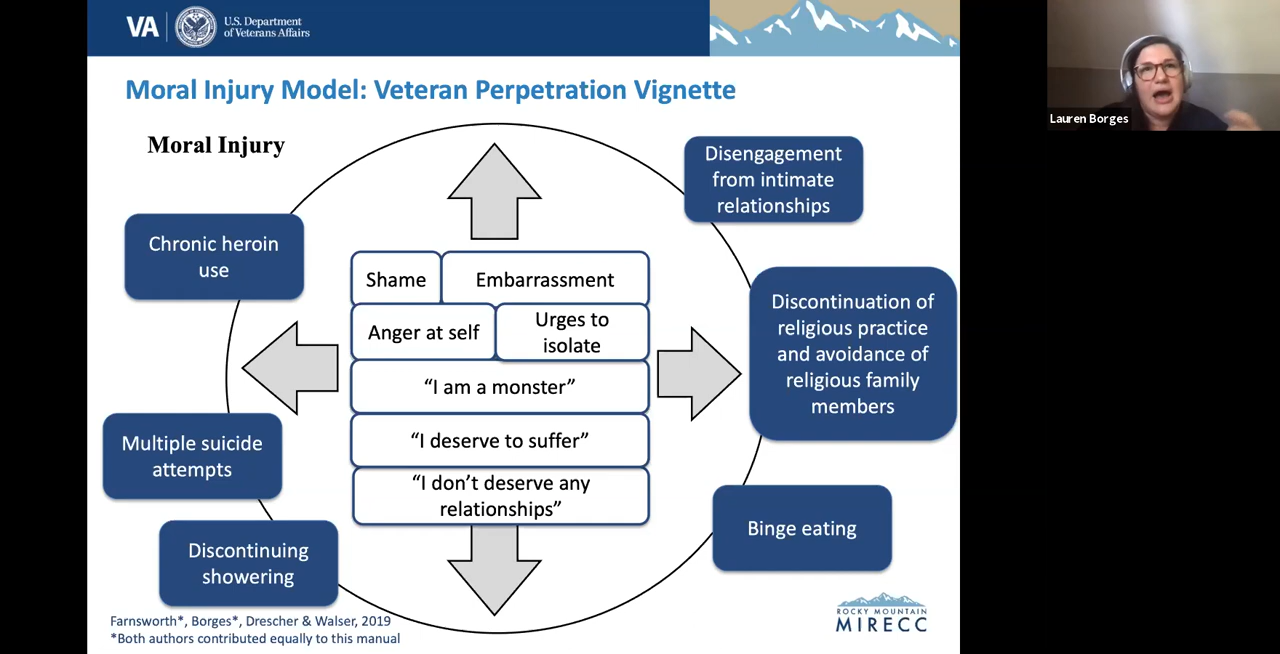 VA
U.S. Department
of Veterans Affairs
Lauren Borges
Moral Injury Model: Veteran Perpetration Vignette
Moral Injury
Disengagement
from intimate
relationships
Chronic heroin
use
Shame
Embarrassment
Anger at self
Urges to
isolate
“I am a monster”
“I deserve to suffer”
“I don’t deserve any
relationships”
Discontinuation of
religious practice
and avoidance of
religious family
members
Multiple suicide
attempts
Binge eating
Discontinuing
showering
Farnsworth*, Borges*, Drescher & Walser, 2019
*Both authors contributed equally to this manual
ROCKY MOUNTAIN
MIRECC